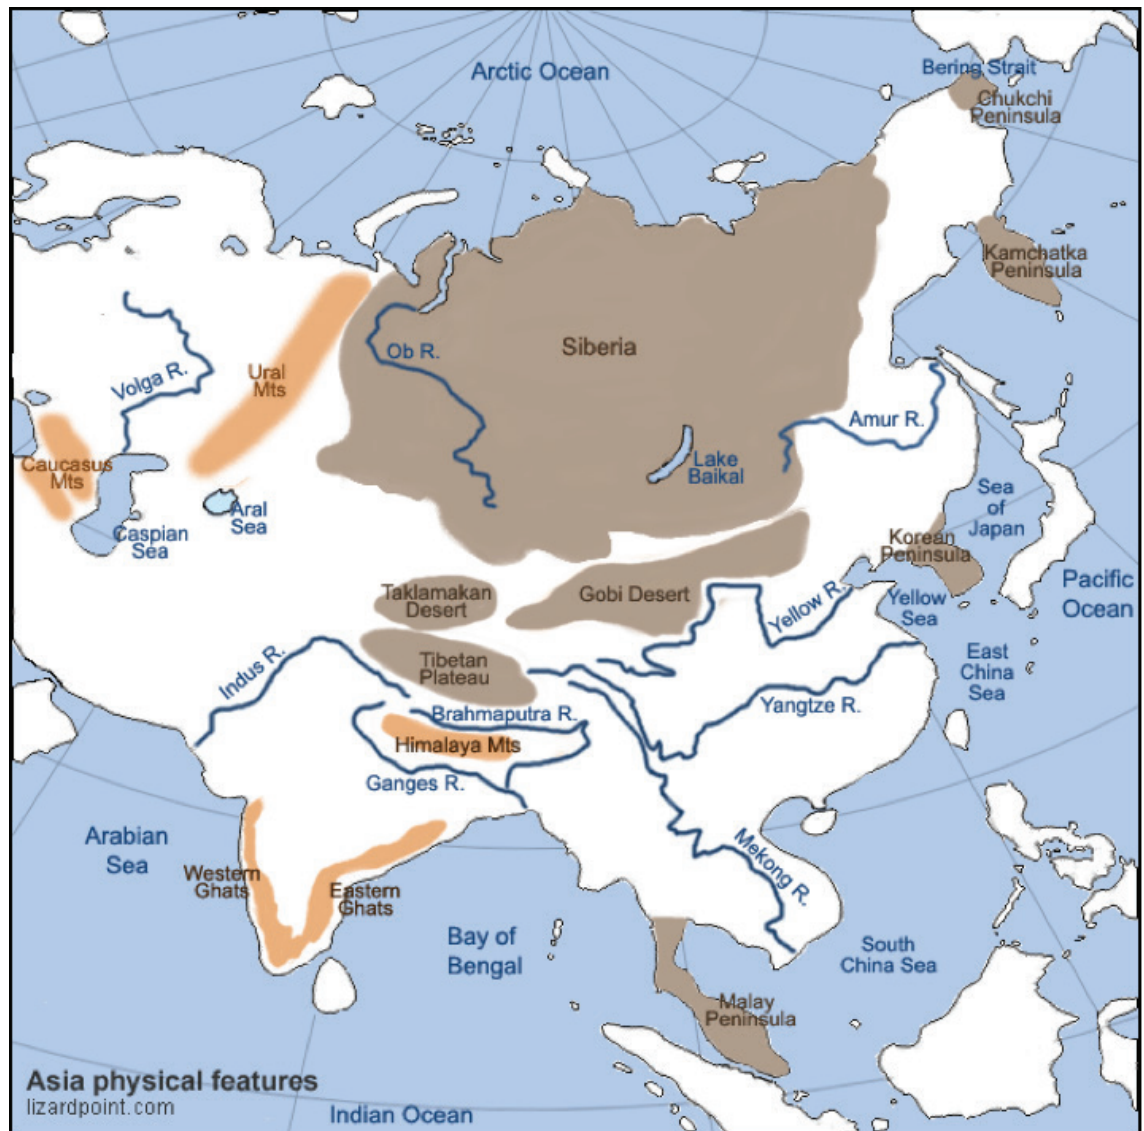 Arctic Ocean
Bering Strait
Chukchi
Peninsula
Kamchatka
Peninsula
Siberia
Ob R.
Ural
Mts
Volga R.
Amur R.
Lake
Baikal
Caucasus
Mts
Aral
Sea
Caspian
Sea
Sea
of
Japan
Korean
Peninsula
Pacific
Ocean
Taklamakan
Desert
Gobi Desert
Yellow R.
Yellow
Sea
Tibetan
Plateau
Indus R.
East
China
Sea
Brahmaputra R.
Yangtze R.
Himalaya Mts
Ganges R.
Arabian
Sea
Western
Ghats
Eastern
Ghats
Mekong R.
Bay of
Bengal
South
China Sea
Malay
Peninsula
Asia physical features
lizardpoint.com
Indian Ocean